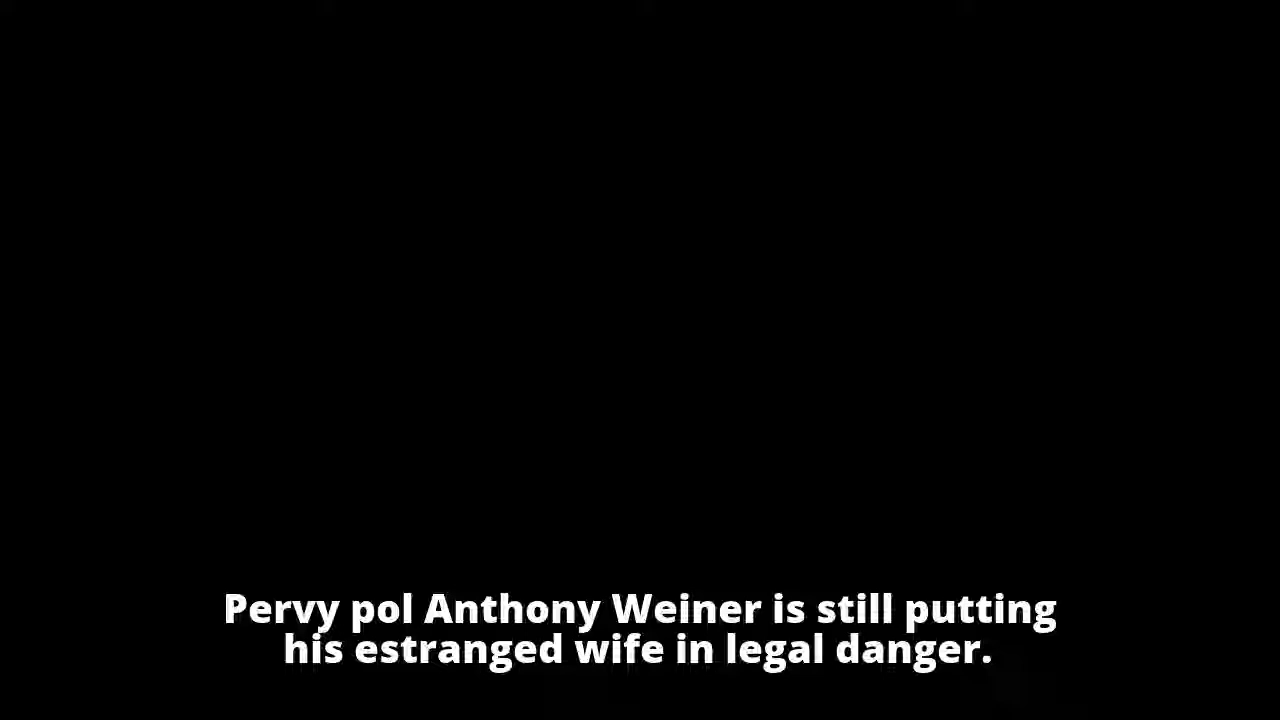 Pervy pol Anthony Weiner is still putting
his estranged wife in legal danger.